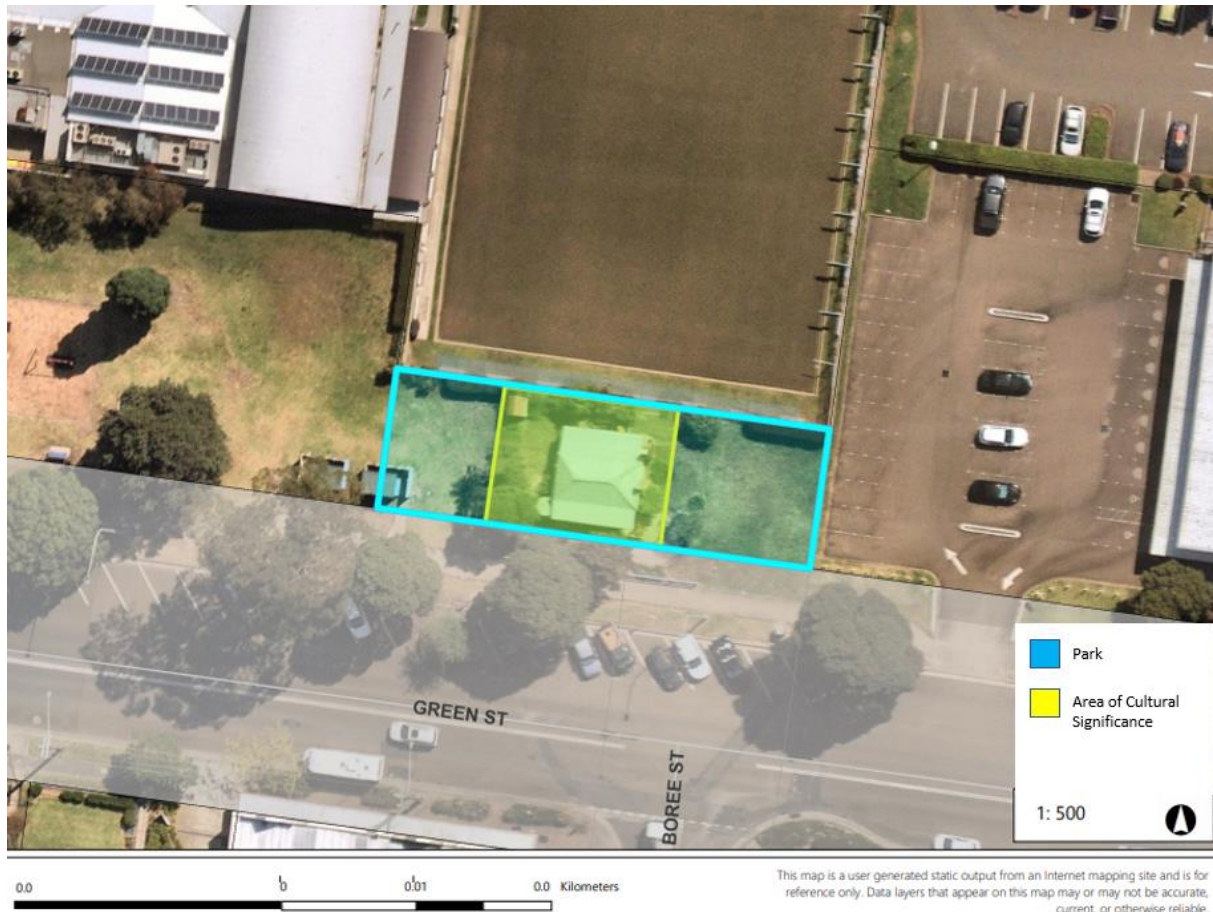 GREEN ST
BOREE ST
Park
Area of Cultural
Significance
1: 500
0.0
0
0.01
0.0 Kilometers
This map is a user generated static output from an Internet mapping site and is for
reference only. Data layers that appear on this map may or may not be accurate,
current, or otherwise reliable.